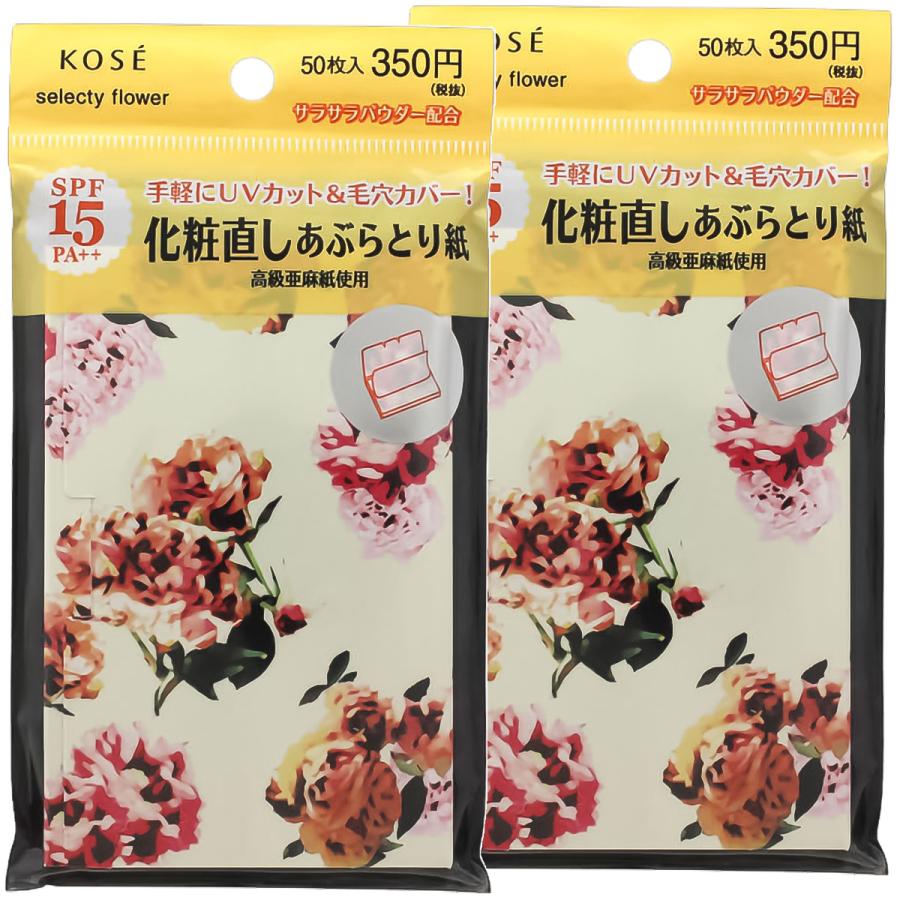 KOSÉ
selecty flower
50枚入 350円
(税抜)
サラサラパウダー配合
SPF
15
PA++
手軽にUVカット&毛穴カバー!
化粧直しあぶらとり紙
高級亜麻紙使用
SÉ
ty flower
50枚入 350円
(税抜)
サラサラパウダー配合
5
+
手軽にUVカット&毛穴カバー!
化粧直しあぶらとり紙
高級亜麻紙使用